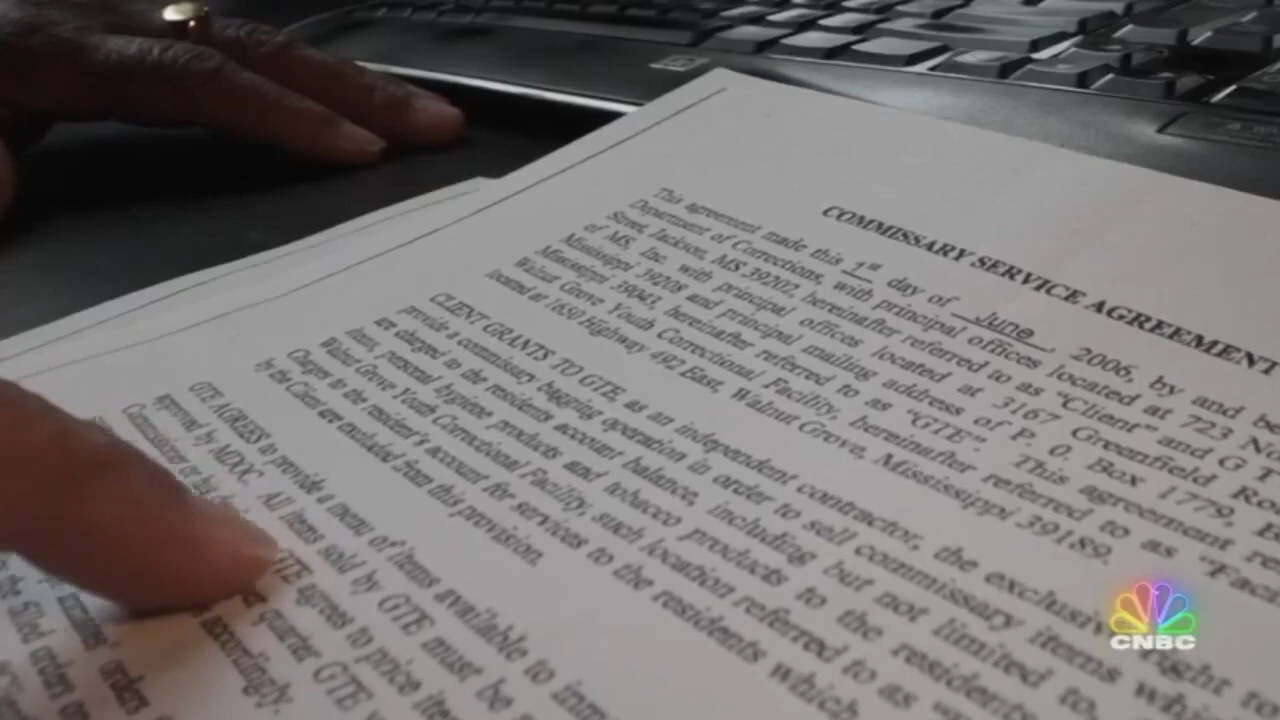 COMMISSARY SERVICE AGREEMENT
This agreement made this 1st day of June, 2006, by and
Department of Corrections, with principal offices located at 723
Street, Jackson, MS 39202, hereinafter referred to as "Client" and G T
of MS, Inc. with principal offices located at 3167 Greenfield
Mississippi 39208 and principal mailing address of P. O. Box 1779,
Mississippi 39043, hereinafter referred to as "GTE". This agreement
Walnut Grove Youth Correctional Facility, hereinafter referred to as
located at 1650 Highway 492 East, Walnut Grove, Mississippi 39189.
CLIENT GRANTS TO GTE, as an independent contractor, the right
provide a commissary bagging operation in order to sell commissary items
are charged to the residents account balance, including but not limited to,
items, personal hygiene products and tobacco products to the
Walnut Grove Youth Correctional Facility, such location referred to as
Charges to the resident's account for services to the residents which
by the Client are excluded from this provision.
GTE AGREES to provide a menu of items available to
approved by MDOC. All items sold by GTE must be
agrees to price
quarter GTE
accordingly.
orders
the filled orders
CNBC